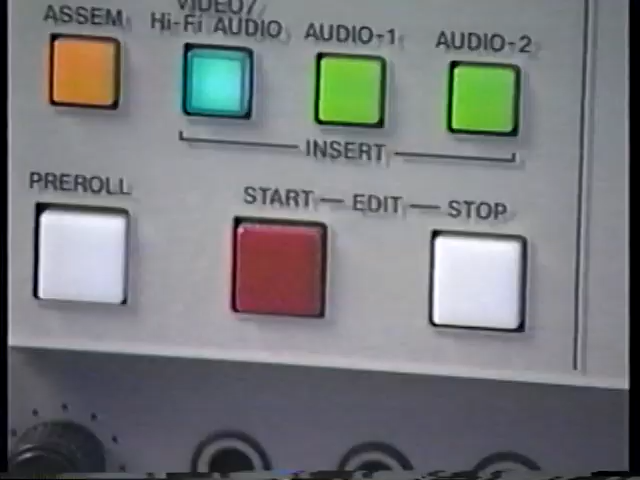 ASSEM
VIDEO/
Hi-Fi AUDIO
AUDIO-1
AUDIO-2
INSERT
PREROLL
START — EDIT — STOP